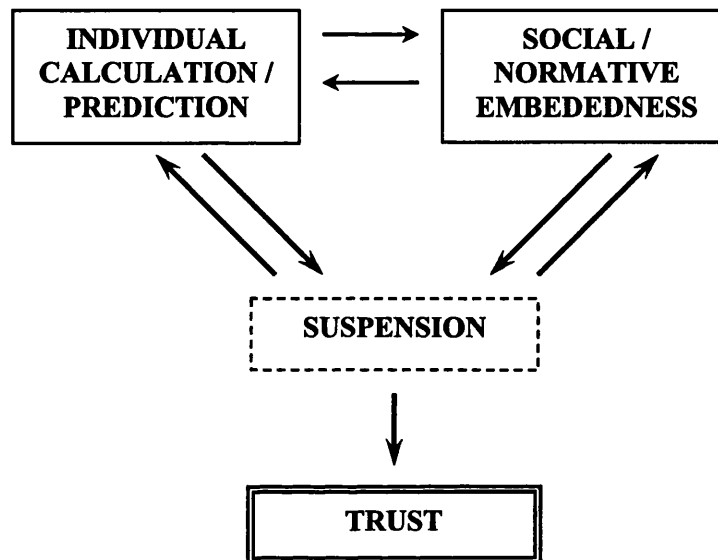 INDIVIDUAL
CALCULATION /
PREDICTION
SOCIAL /
NORMATIVE
EMBEDEDNESS
SUSPENSION
TRUST